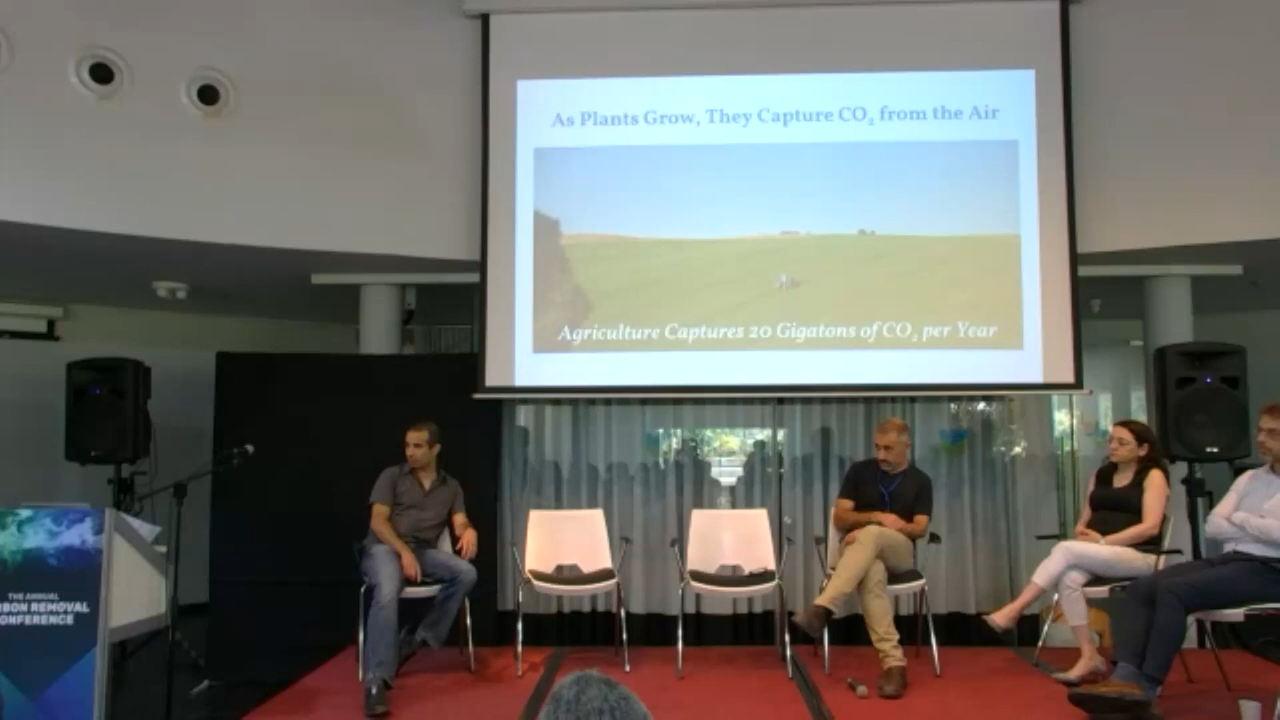 As Plants Grow, They Capture CO₂ from the Air
Agriculture Captures 20 Gigatons of CO₂ per Year
THE ANNUAL
RBON REMOVAL
ONFERENCE